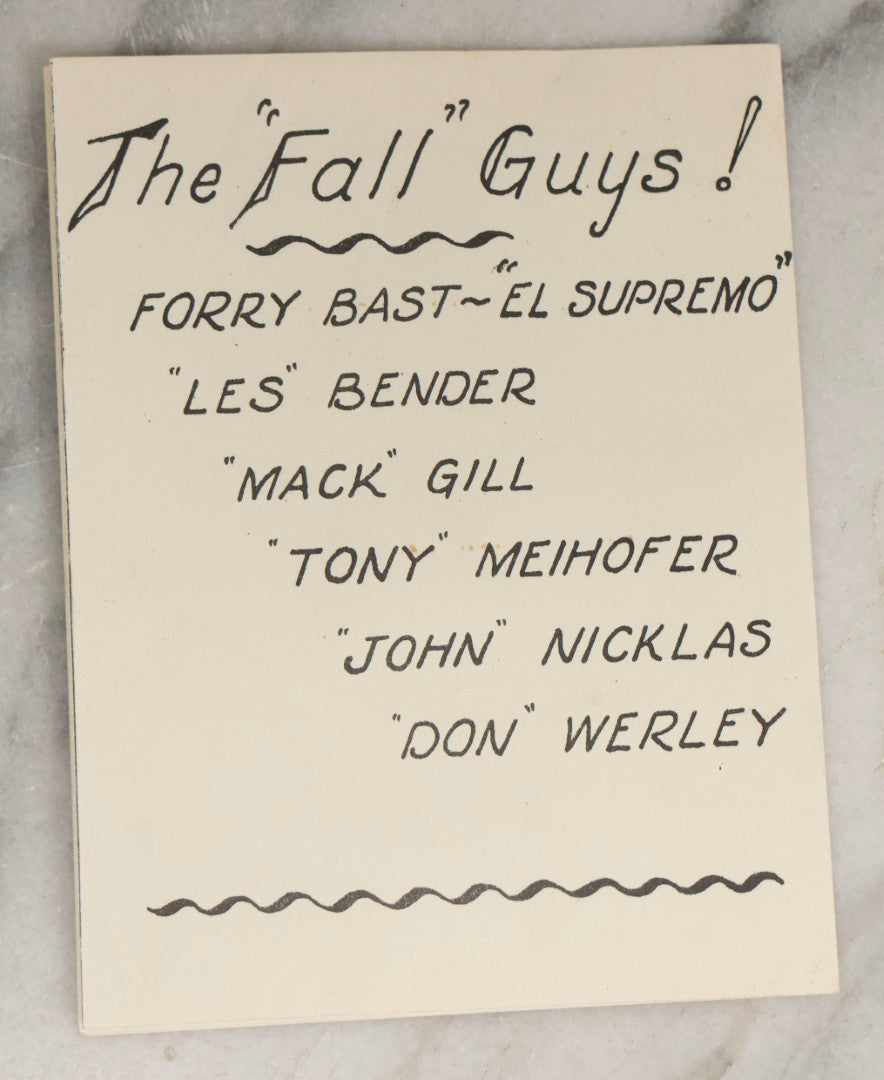 The "Fall" Guys!
FORRY BAST ~ "EL SUPREMO"
"LES" BENDER
"MACK" GILL
"TONY" MEIHOFER
"JOHN" NICKLAS
"DON" WERLEY